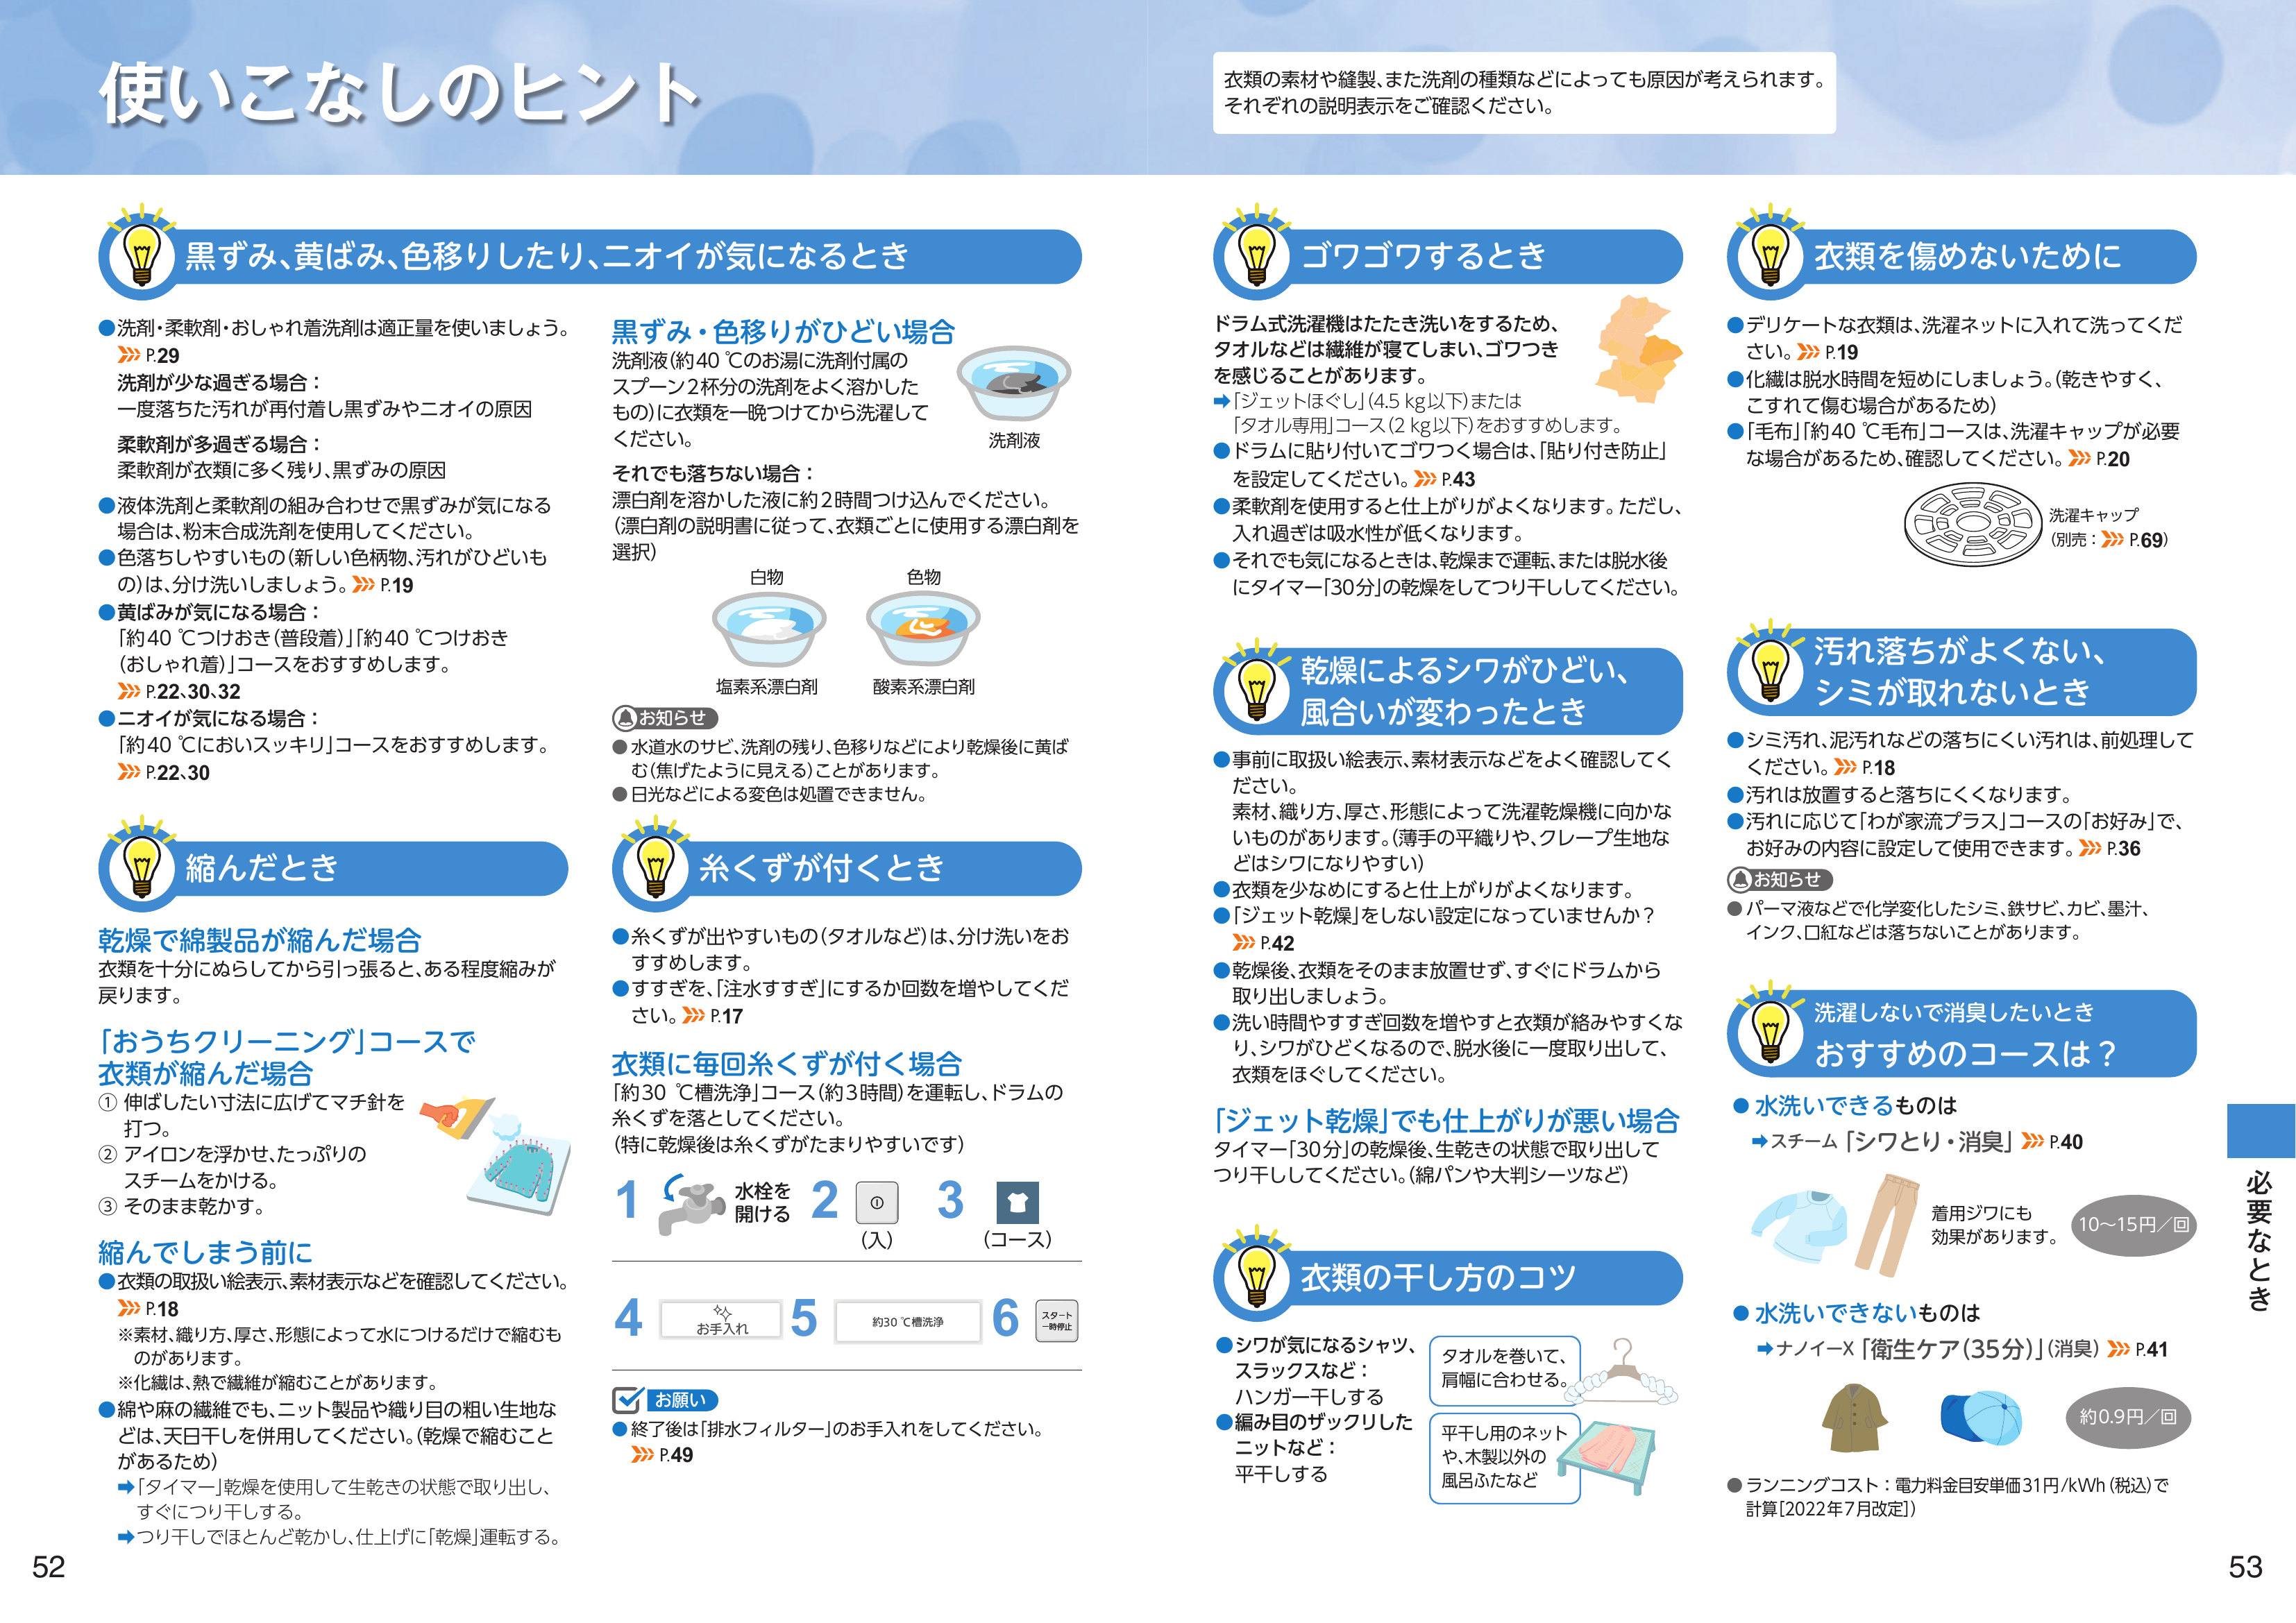 使いこなしのヒント
衣類の素材や縫製、また洗剤の種類などによっても原因が考えられます。
それぞれの説明表示をご確認ください。
黒ずみ、黄ばみ、色移りしたり、ニオイが気になるとき
●洗剤・柔軟剤・おしゃれ着洗剤は適正量を使いましょう。
P.29
洗剤が少な過ぎる場合：
一度落ちた汚れが再付着し黒ずみやニオイの原因
柔軟剤が多過ぎる場合：
柔軟剤が衣類に多く残り、黒ずみの原因
●液体洗剤と柔軟剤の組み合わせで黒ずみが気になる
場合は、粉末合成洗剤を使用してください。
●色落ちしやすいもの（新しい色柄物、汚れがひどいも
の）は、分け洗いしましょう。 P.19
●黄ばみが気になる場合：
「約40 ℃つけおき（普段着）」「約40 ℃つけおき
（おしゃれ着）」コースをおすすめします。
P.22、30、32
●ニオイが気になる場合：
「約40 ℃においスッキリ」コースをおすすめします。
P.22、30
黒ずみ・色移りがひどい場合
洗剤液（約40 ℃のお湯に洗剤付属の
スプーン2杯分の洗剤をよく溶かした
もの）に衣類を一晩つけてから洗濯して
ください。
洗剤液
それでも落ちない場合：
漂白剤を溶かした液に約2時間つけ込んでください。
（漂白剤の説明書に従って、衣類ごとに使用する漂白剤を
選択）
白物 色物
塩素系漂白剤 酸素系漂白剤
お知らせ
●水道水のサビ、洗剤の残り、色移りなどにより乾燥後に黄ば
む（焦げたように見える）ことがあります。
●日光などによる変色は処置できません。
縮んだとき
乾燥で綿製品が縮んだ場合
衣類を十分にぬらしてから引っ張ると、ある程度縮みが
戻ります。
「おうちクリーニング」コースで
衣類が縮んだ場合
① 伸ばしたい寸法に広げてマチ針を
打つ。
② アイロンを浮かせ、たっぷりの
スチームをかける。
③ そのまま乾かす。
縮んでしまう前に
●衣類の取扱い絵表示、素材表示などを確認してください。
P.18
※素材、織り方、厚さ、形態によって水につけるだけで縮むも
のがあります。
※化繊は、熱で繊維が縮むことがあります。
●綿や麻の繊維でも、ニット製品や織り目の粗い生地な
どは、天日干しを併用してください。（乾燥で縮むこと
があるため）
➡「タイマー」乾燥を使用して生乾きの状態で取り出し、
すぐにつり干しする。
➡つり干しでほとんど乾かし、仕上げに「乾燥」運転する。
糸くずが付くとき
●糸くずが出やすいもの（タオルなど）は、分け洗いをお
すすめします。
●すすぎを、「注水すすぎ」にするか回数を増やしてくだ
さい。 P.17
衣類に毎回糸くずが付く場合
「約30 ℃槽洗浄」コース（約3時間）を運転し、ドラムの
糸くずを落としてください。
（特に乾燥後は糸くずがたまりやすいです）
1 水栓を
開ける
2 （入）
3 （コース）
4 お手入れ
5 約30 ℃槽洗浄
6 スタート
一時停止
お願い
●終了後は「排水フィルター」のお手入れをしてください。
P.49
ゴワゴワするとき
ドラム式洗濯機はたたき洗いをするため、
タオルなどは繊維が寝てしまい、ゴワつき
を感じることがあります。
➡「ジェットほぐし」（4.5 kg以下）または
「タオル専用」コース（2 kg以下）をおすすめします。
●ドラムに貼り付いてゴワつく場合は、「貼り付き防止」
を設定してください。 P.43
●柔軟剤を使用すると仕上がりがよくなります。ただし、
入れ過ぎは吸水性が低くなります。
●それでも気になるときは、乾燥まで運転、または脱水後
にタイマー「30分」の乾燥をしてつり干ししてください。
乾燥によるシワがひどい、
風合いが変わったとき
●事前に取扱い絵表示、素材表示などをよく確認してく
ださい。
素材、織り方、厚さ、形態によって洗濯乾燥機に向かな
いものがあります。（薄手の平織りや、クレープ生地な
どはシワになりやすい）
●衣類を少なめにすると仕上がりがよくなります。
●「ジェット乾燥」をしない設定になっていませんか？
P.42
●乾燥後、衣類をそのまま放置せず、すぐにドラムから
取り出しましょう。
●洗い時間やすすぎ回数を増やすと衣類が絡みやすくな
り、シワがひどくなるので、脱水後に一度取り出して、
衣類をほぐしてください。
「ジェット乾燥」でも仕上がりが悪い場合
タイマー「30分」の乾燥後、生乾きの状態で取り出して
つり干ししてください。（綿パンや大判シーツなど）
衣類の干し方のコツ
●シワが気になるシャツ、
スラックスなど：
ハンガー干しする
タオルを巻いて、
肩幅に合わせる。
●編み目のザックリした
ニットなど：
平干しする
平干し用のネット
や、木製以外の
風呂ふたなど
衣類を傷めないために
●デリケートな衣類は、洗濯ネットに入れて洗ってくだ
さい。 P.19
●化繊は脱水時間を短めにしましょう。（乾きやすく、
こすれて傷む場合があるため）
●「毛布」「約40 ℃毛布」コースは、洗濯キャップが必要
な場合があるため、確認してください。 P.20
洗濯キャップ
（別売： P.69）
汚れ落ちがよくない、
シミが取れないとき
●シミ汚れ、泥汚れなどの落ちにくい汚れは、前処理して
ください。 P.18
●汚れは放置すると落ちにくくなります。
●汚れに応じて「わが家流プラス」コースの「お好み」で、
お好みの内容に設定して使用できます。 P.36
お知らせ
●パーマ液などで化学変化したシミ、鉄サビ、カビ、墨汁、
インク、口紅などは落ちないことがあります。
洗濯しないで消臭したいとき
おすすめのコースは？
●水洗いできるものは
➡スチーム「シワとり・消臭」 P.40
着用ジワにも
効果があります。
10～15円／回
●水洗いできないものは
➡ナノイーX「衛生ケア（35分）」（消臭） P.41
約0.9円／回
●ランニングコスト：電力料金目安単価31円/kWh（税込）で
計算[2022年7月改定]）
必要なとき
52
53